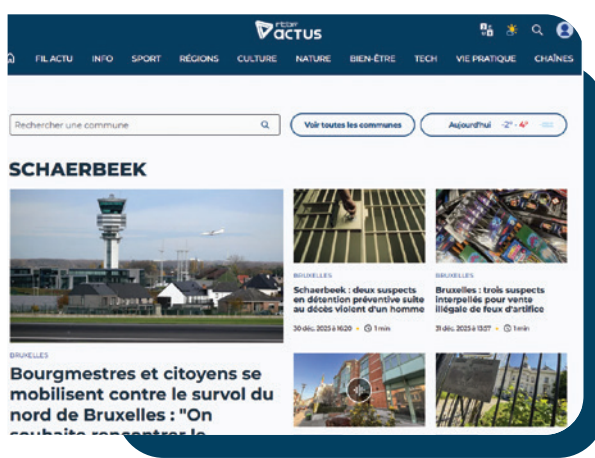 rtbf
actus
FIL ACTU INFO SPORT RÉGIONS CULTURE NATURE BIEN-ÊTRE TECH VIE PRATIQUE CHAÎNES
Rechercher une commune
Voir toutes les communes
Aujourd'hui -2° - 4°
SCHAERBEEK
BRUXELLES
Bourgmestres et citoyens se
mobilisent contre le survol du
nord de Bruxelles : "On
souhaite rencontrer le
BRUXELLES
Schaerbeek : deux suspects
en détention préventive suite
au décès violent d'un homme
30 déc. 2025 à 16:20 • 1 min
BRUXELLES
Bruxelles : trois suspects
interpellés pour vente
illégale de feux d'artifice
31 déc. 2025 à 13:57 • 1 min